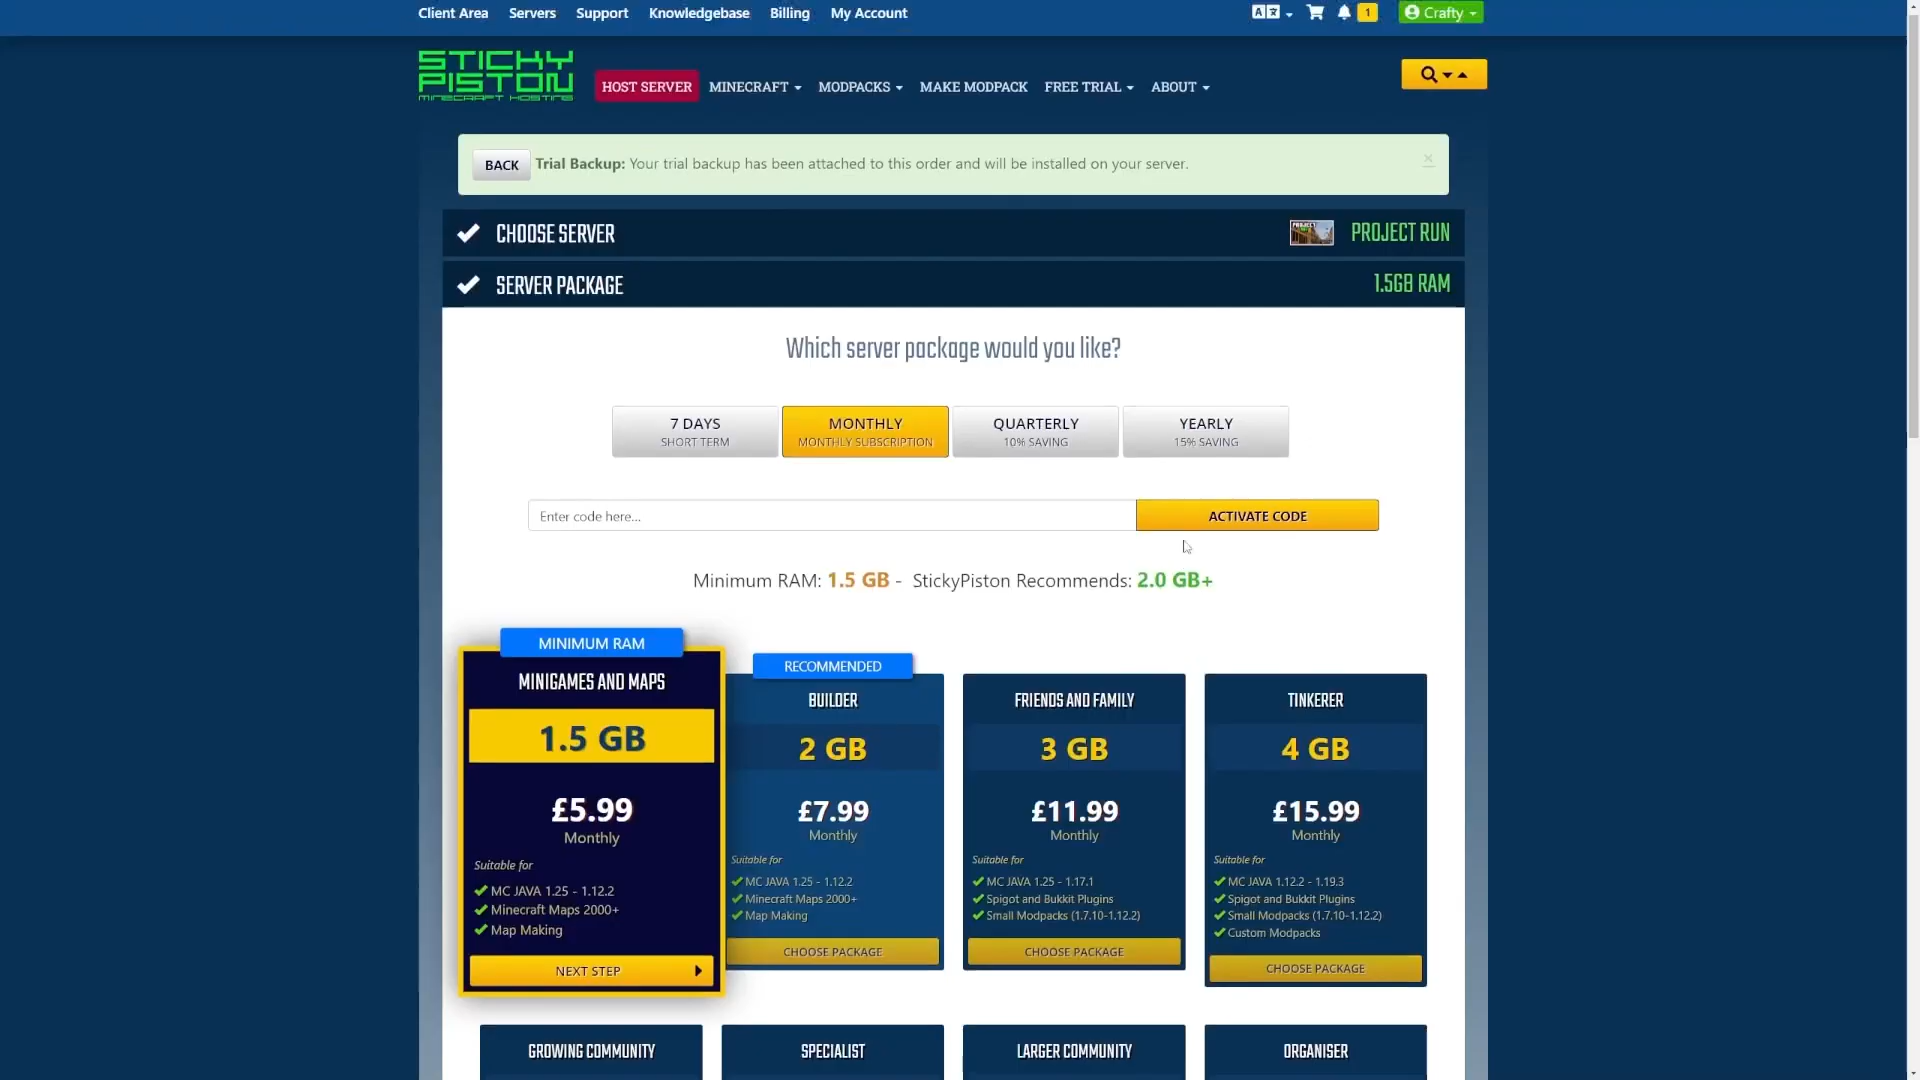 Client Area Servers Support Knowledgebase Billing My Account 1 Crafty
STICKY PISTON
MINECRAFT HOSTING
HOST SERVER MINECRAFT MODPACKS MAKE MODPACK FREE TRIAL ABOUT
BACK Trial Backup: Your trial backup has been attached to this order and will be installed on your server.
CHOOSE SERVER PROJECT RUN
SERVER PACKAGE 1.5GB RAM
Which server package would you like?
7 DAYS
SHORT TERM
MONTHLY
MONTHLY SUBSCRIPTION
QUARTERLY
10% SAVING
YEARLY
15% SAVING
Enter code here... ACTIVATE CODE
Minimum RAM: 1.5 GB - StickyPiston Recommends: 2.0 GB+
MINIMUM RAM
MINIGAMES AND MAPS
1.5 GB
£5.99
Monthly
Suitable for
MC JAVA 1.25 - 1.12.2
Minecraft Maps 2000+
Map Making
NEXT STEP
RECOMMENDED
BUILDER
2 GB
£7.99
Monthly
Suitable for
MC JAVA 1.25 - 1.12.2
Minecraft Maps 2000+
Map Making
CHOOSE PACKAGE
FRIENDS AND FAMILY
3 GB
£11.99
Monthly
Suitable for
MC JAVA 1.25 - 1.17.1
Spigot and Bukkit Plugins
Small Modpacks (1.7.10-1.12.2)
CHOOSE PACKAGE
TINKERER
4 GB
£15.99
Monthly
Suitable for
MC JAVA 1.12.2 - 1.19.3
Spigot and Bukkit Plugins
Small Modpacks (1.7.10-1.12.2)
Custom Modpacks
CHOOSE PACKAGE
GROWING COMMUNITY
SPECIALIST
LARGER COMMUNITY
ORGANISER